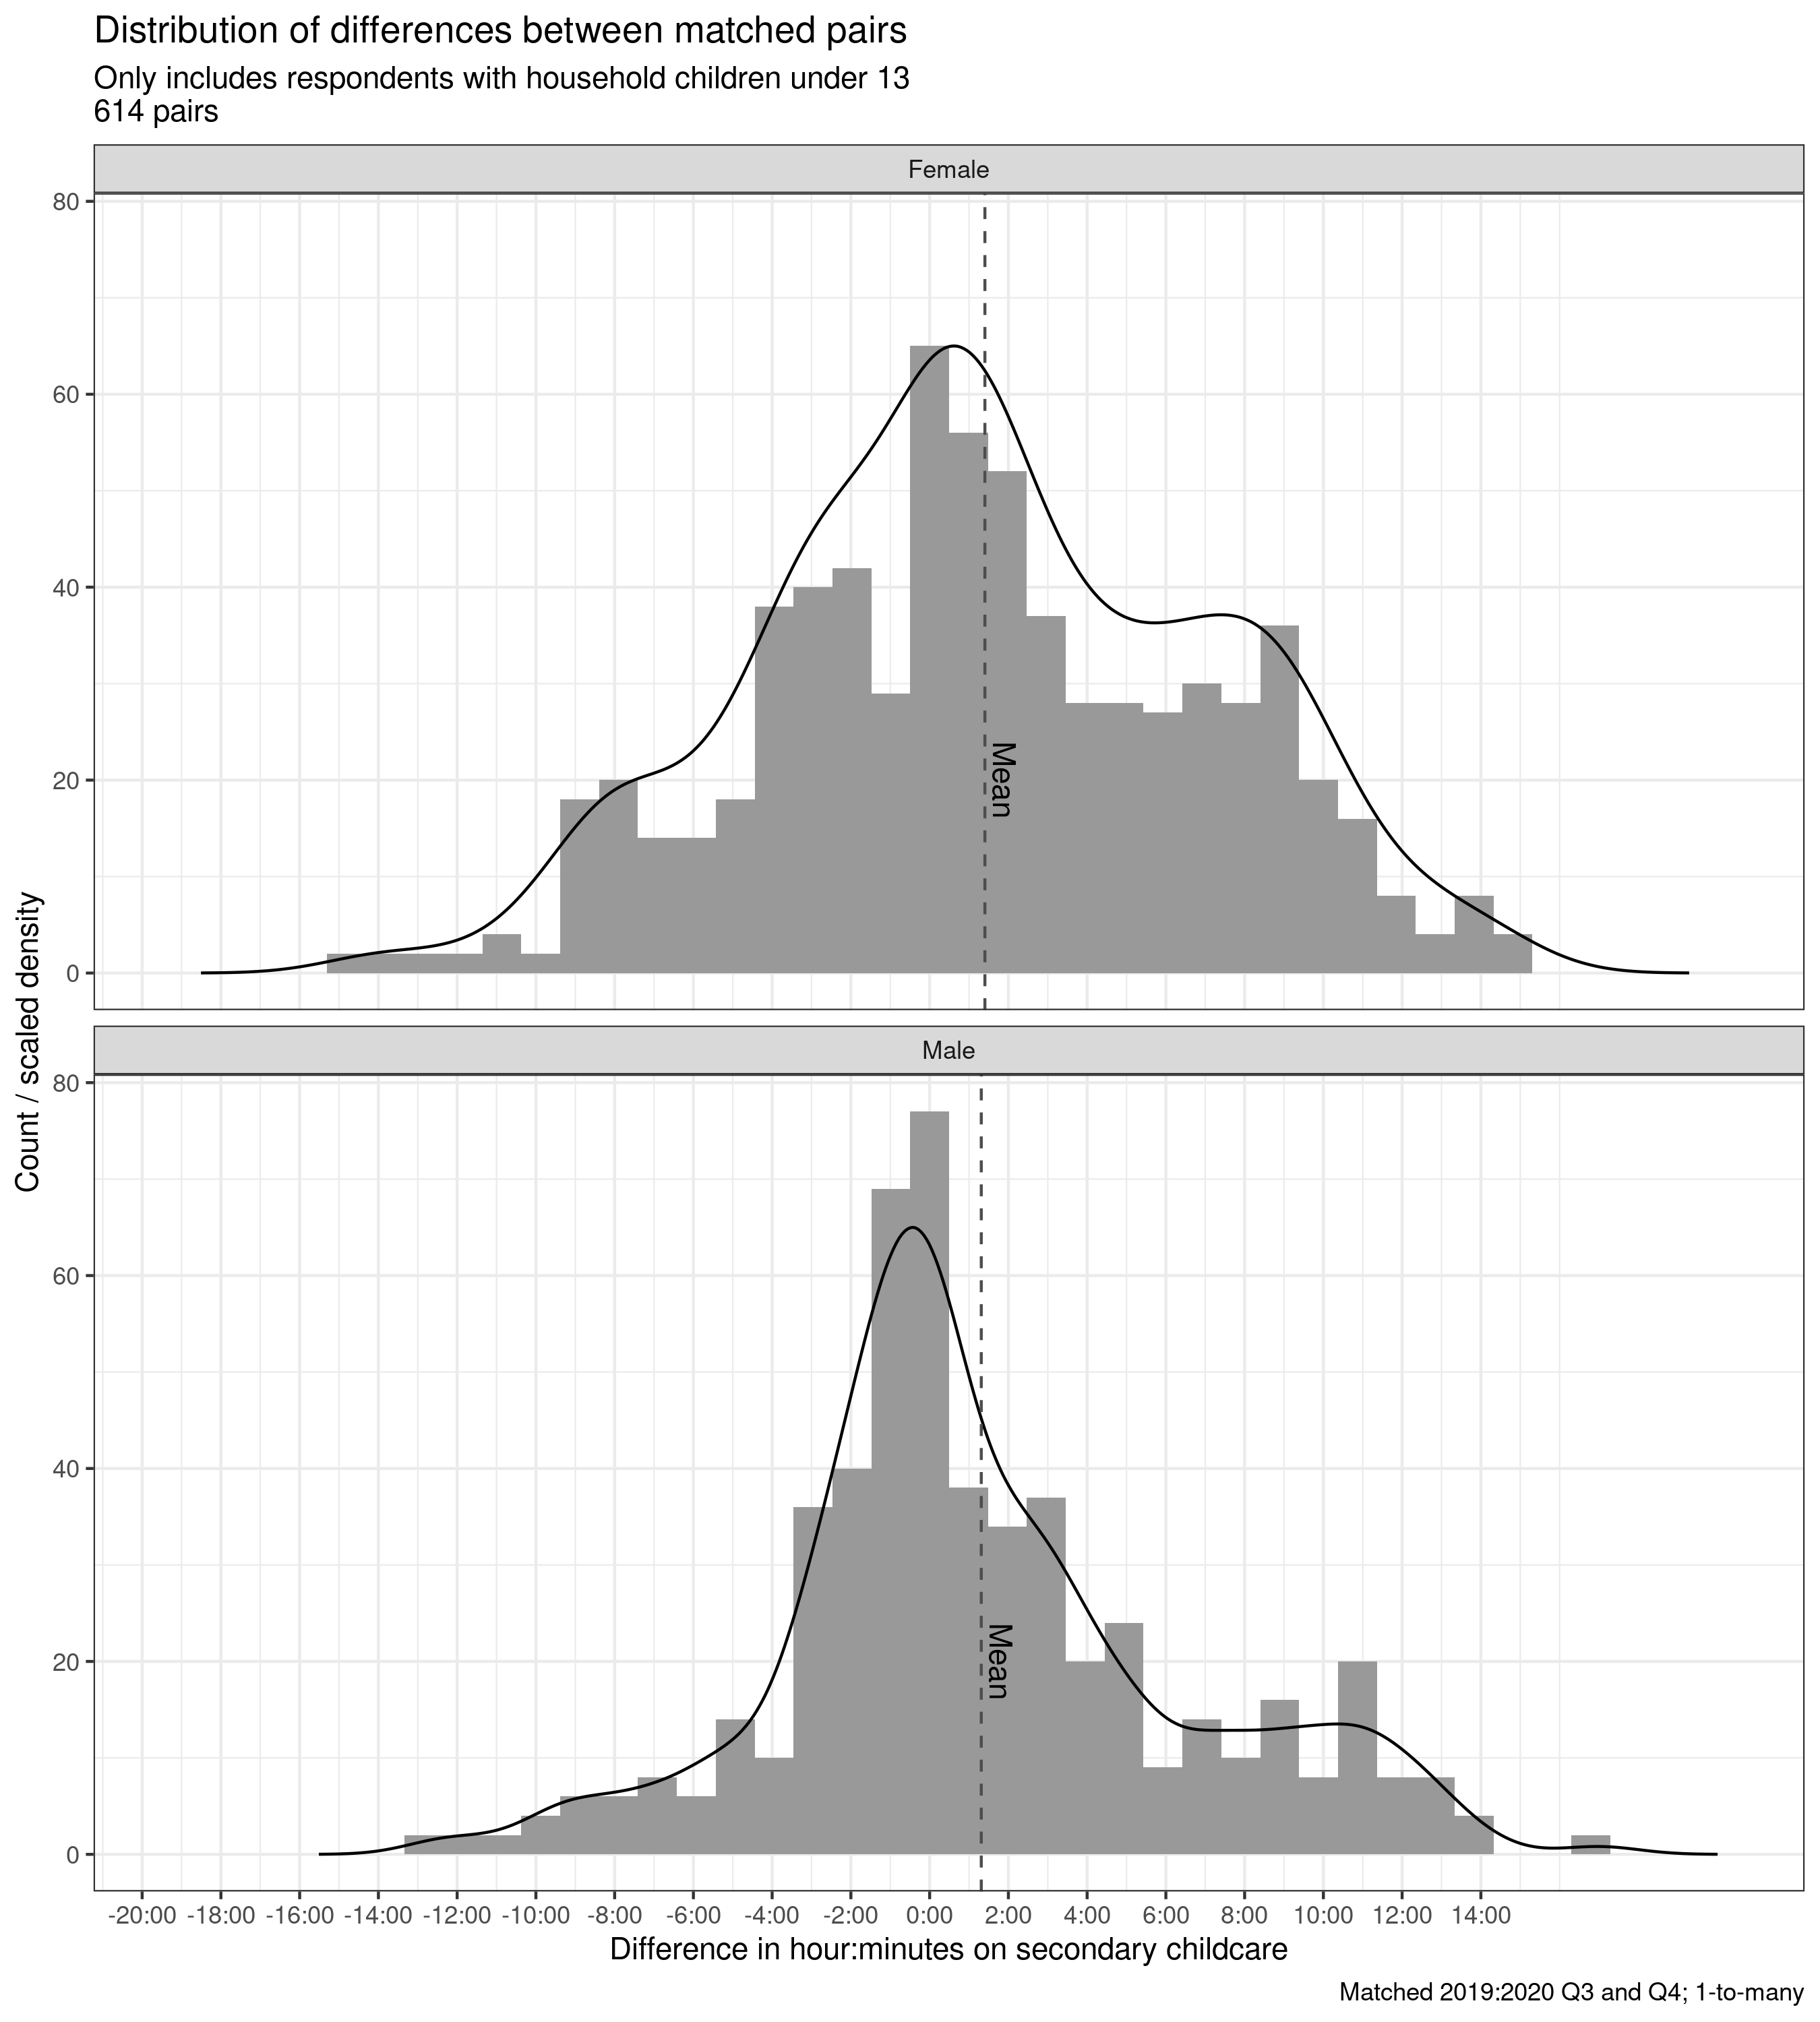 Distribution of differences between matched pairs
Only includes respondents with household children under 13
614 pairs
Female
80
60
40
20
0
Mean
Count / scaled density
Male
80
60
40
20
0
Mean
-20:00 -18:00 -16:00 -14:00 -12:00 -10:00 -8:00 -6:00 -4:00 -2:00 0:00 2:00 4:00 6:00 8:00 10:00 12:00 14:00
Difference in hour:minutes on secondary childcare
Matched 2019:2020 Q3 and Q4; 1-to-many